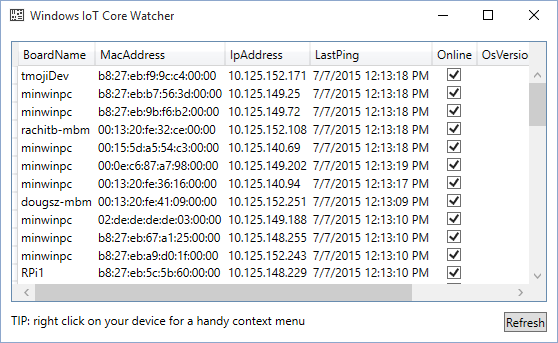 Windows IoT Core Watcher
BoardName MacAddress IpAddress LastPing Online OsVersio
tmojiDev b8:27:eb:f9:9c:c4:00:00 10.125.152.171 7/7/2015 12:13:18 PM
minwinpc b8:27:eb:b7:56:3d:00:00 10.125.149.25 7/7/2015 12:13:18 PM
minwinpc b8:27:eb:9b:f6:b2:00:00 10.125.149.72 7/7/2015 12:13:18 PM
rachitb-mbm 00:13:20:fe:32:ce:00:00 10.125.152.108 7/7/2015 12:13:18 PM
minwinpc 00:15:5d:a5:54:c3:00:00 10.125.140.69 7/7/2015 12:13:18 PM
minwinpc 00:0e:c6:87:a7:98:00:00 10.125.149.202 7/7/2015 12:13:19 PM
minwinpc 00:13:20:fe:36:16:00:00 10.125.140.94 7/7/2015 12:13:17 PM
dougsz-mbm 00:13:20:fe:41:09:00:00 10.125.152.251 7/7/2015 12:13:09 PM
minwinpc 02:de:de:de:de:03:00:00 10.125.149.188 7/7/2015 12:13:10 PM
minwinpc b8:27:eb:67:a1:25:00:00 10.125.148.255 7/7/2015 12:13:10 PM
minwinpc b8:27:eb:a9:d0:1f:00:00 10.125.152.243 7/7/2015 12:13:10 PM
RPi1 b8:27:eb:5c:5b:60:00:00 10.125.148.229 7/7/2015 12:13:10 PM
TIP: right click on your device for a handy context menu
Refresh